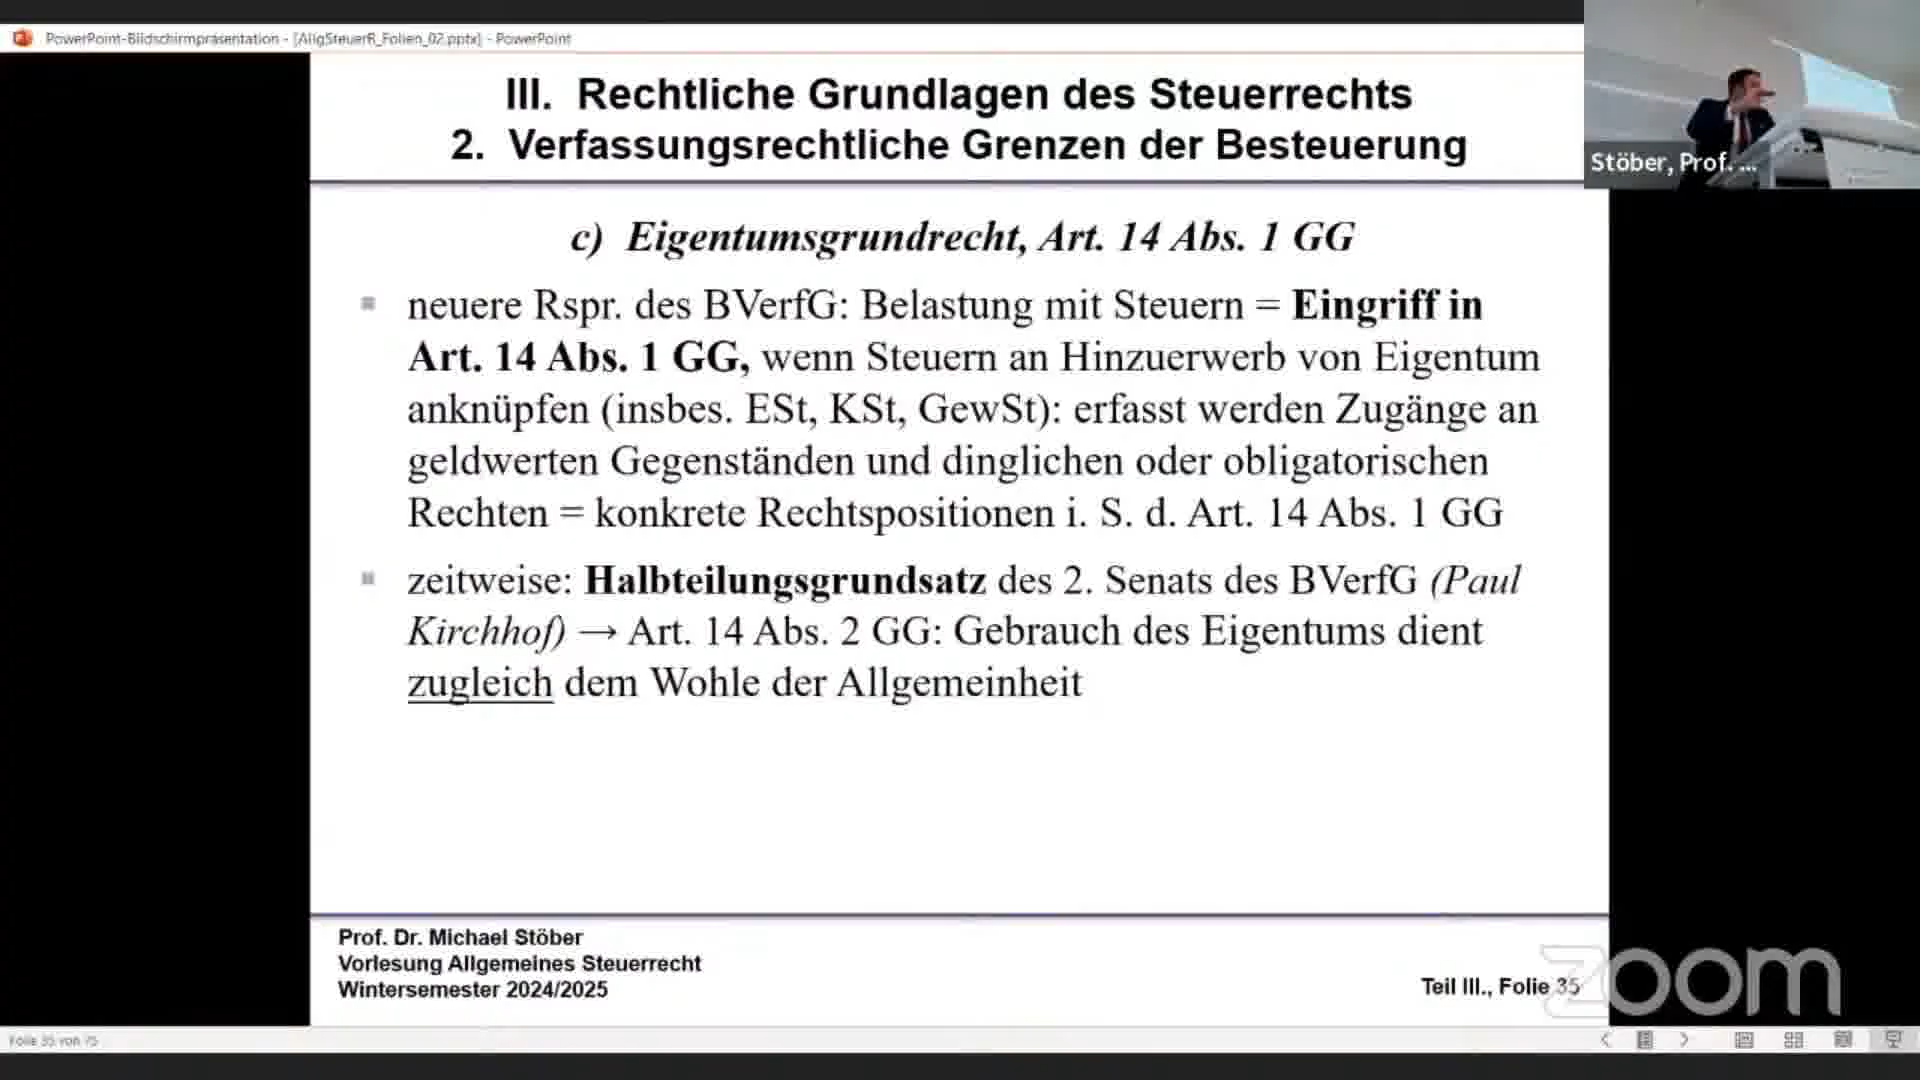 PowerPoint-Bildschirmpräsentation - [AllgSteuerR_Folien_02.pptx] - PowerPoint
III. Rechtliche Grundlagen des Steuerrechts
2. Verfassungsrechtliche Grenzen der Besteuerung
Stöber, Prof. ...
c) Eigentumsgrundrecht, Art. 14 Abs. 1 GG
neuere Rspr. des BVerfG: Belastung mit Steuern = Eingriff in
Art. 14 Abs. 1 GG, wenn Steuern an Hinzuerwerb von Eigentum
anknüpfen (insbes. ESt, KSt, GewSt): erfasst werden Zugänge an
geldwerten Gegenständen und dinglichen oder obligatorischen
Rechten = konkrete Rechtspositionen i. S. d. Art. 14 Abs. 1 GG
zeitweise: Halbteilungsgrundsatz des 2. Senats des BVerfG (Paul
Kirchhof) → Art. 14 Abs. 2 GG: Gebrauch des Eigentums dient
zugleich dem Wohle der Allgemeinheit
Prof. Dr. Michael Stöber
Vorlesung Allgemeines Steuerrecht
Wintersemester 2024/2025
Teil III., Folie 35
zoom
Folie 35 von 75